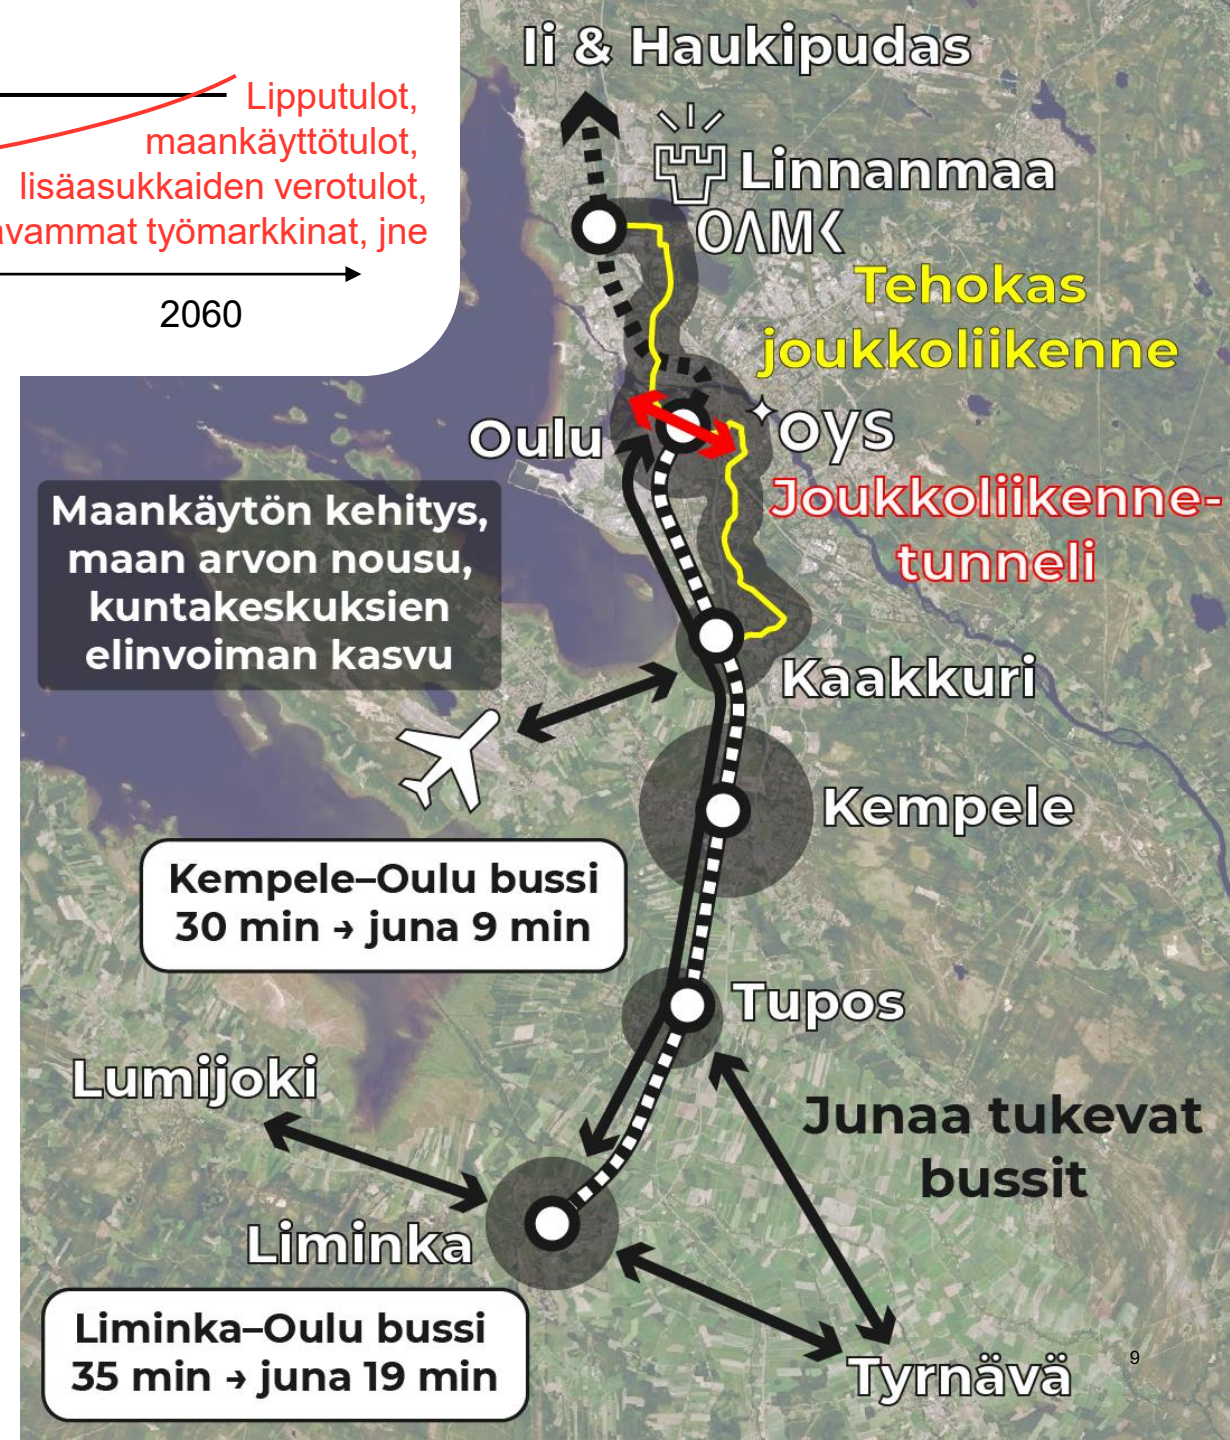 Lipputulot,
maankäyttötulot,
lisäasukkaiden verotulot,
työmarkkinat, jne
2060
Ii & Haukipudas
Linnanmaa
OAMK
Tehokas
joukkoliikenne
Oulu
oys
Joukkoliikenne-
tunneli
Maankäytön kehitys,
maan arvon nousu,
kuntakeskuksien
elinvoiman kasvu
Kaakkuri
Kempele
Kempele–Oulu bussi
30 min → juna 9 min
Tupos
Lumijoki
Junaa tukevat
bussit
Liminka
Liminka–Oulu bussi
35 min → juna 19 min
Tyrnävä
9